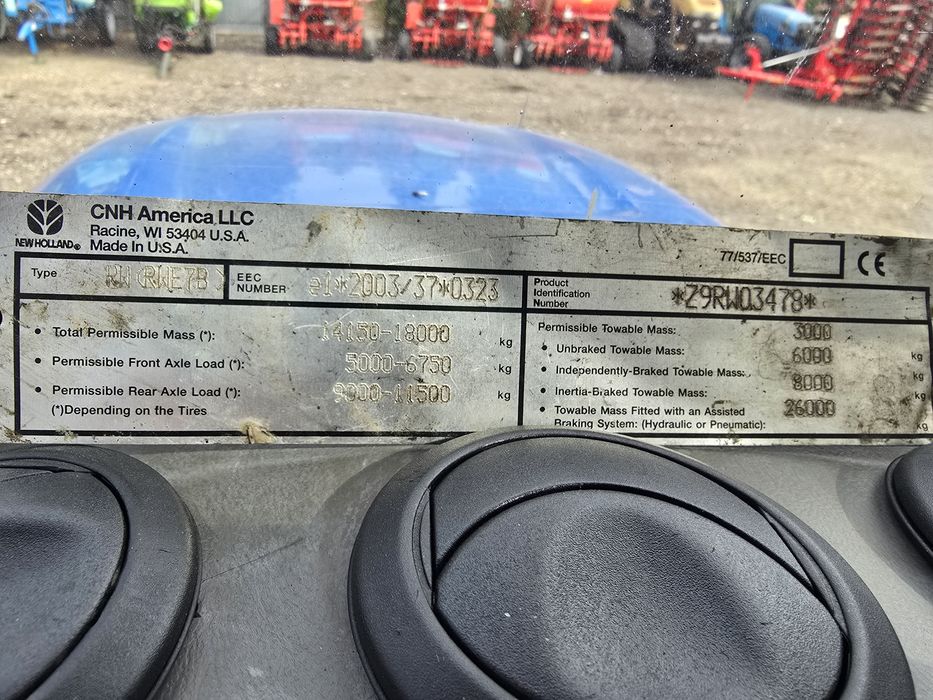 NEW HOLLAND®
CNH America LLC
Racine, WI 53404 U.S.A.
Made In U.S.A.
77/537/EEC
CE
Type RW (RWE7B)
EEC NUMBER e1*2003/37*0323
Product Identification Number *Z9RW03478*
Total Permissible Mass (*): 14150-18000 kg
Permissible Front Axle Load (*): 5000-6750 kg
Permissible Rear Axle Load (*): 9300-11500 kg
(*)Depending on the Tires
Permissible Towable Mass:
Unbraked Towable Mass: 3000 kg
Independently-Braked Towable Mass: 6000 kg
Inertia-Braked Towable Mass: 8000 kg
Towable Mass Fitted with an Assisted 26000 kg
Braking System: (Hydraulic or Pneumatic):